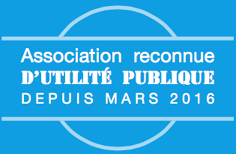 Association reconnue
D'UTILITÉ PUBLIQUE
DEPUIS MARS 2016